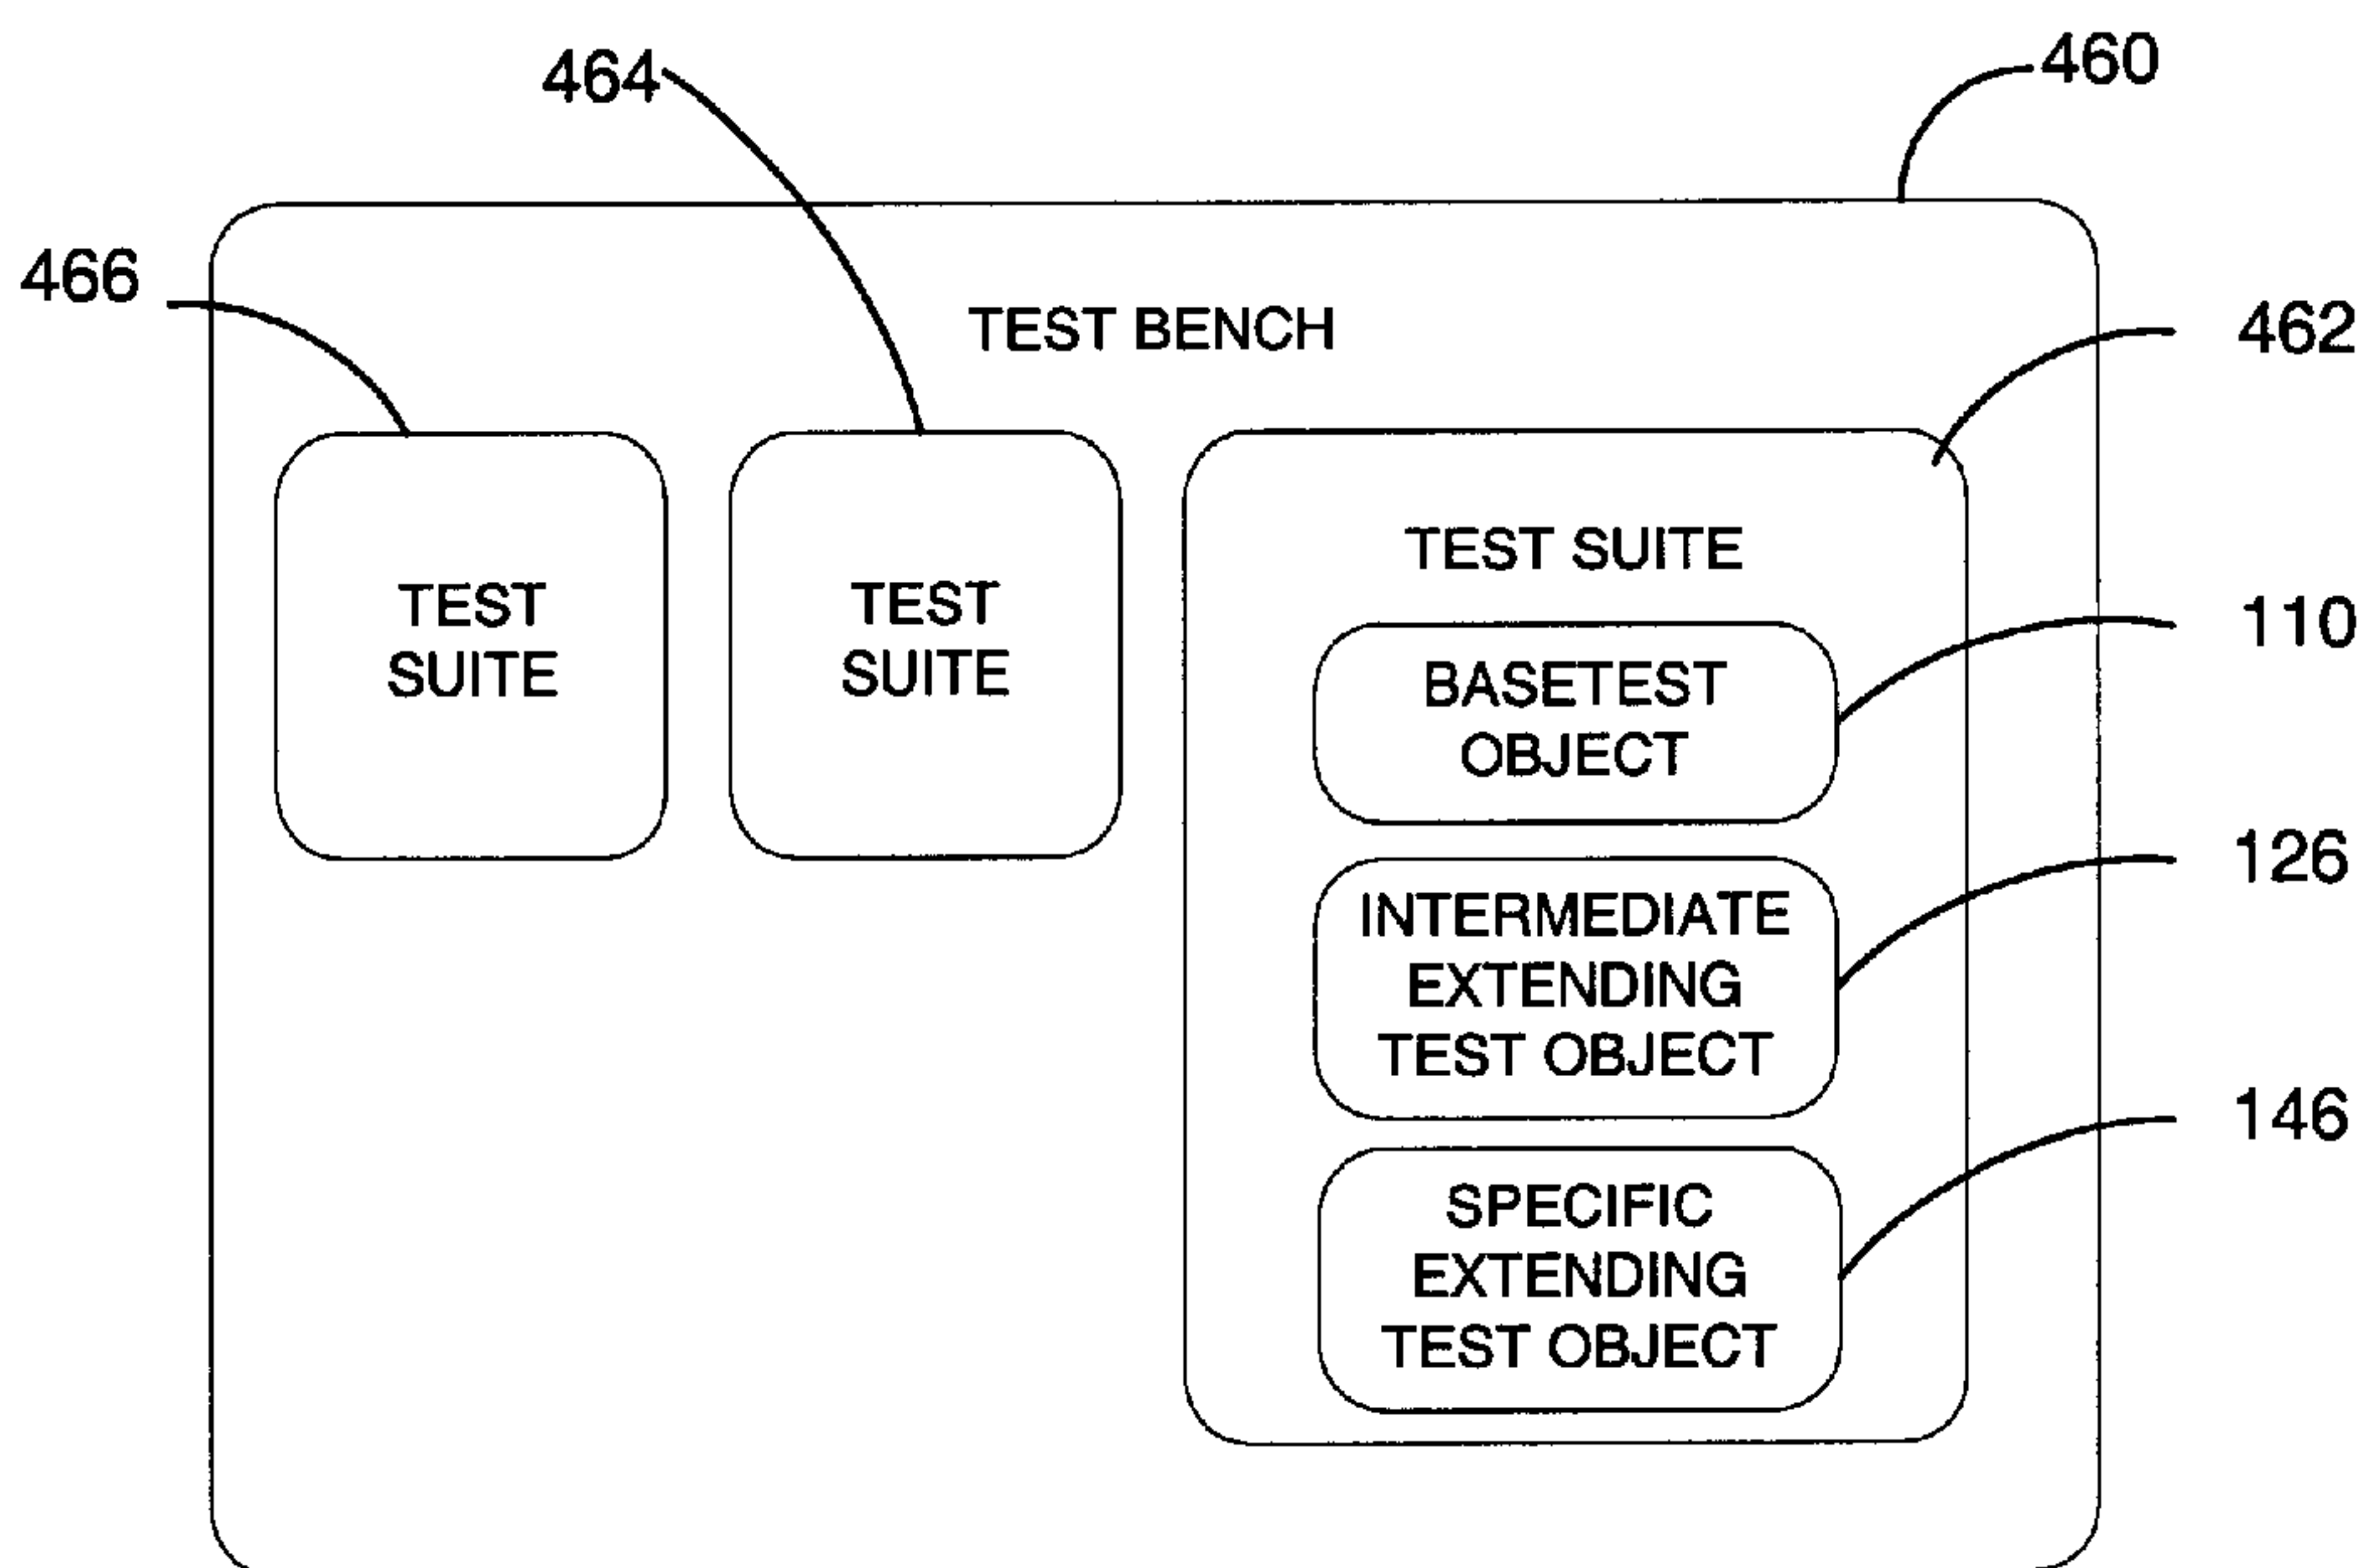 464
460
466
TEST BENCH
462
TEST
SUITE
TEST
SUITE
TEST SUITE
BASETEST
OBJECT
110
INTERMEDIATE
EXTENDING
TEST OBJECT
126
SPECIFIC
EXTENDING
TEST OBJECT
146